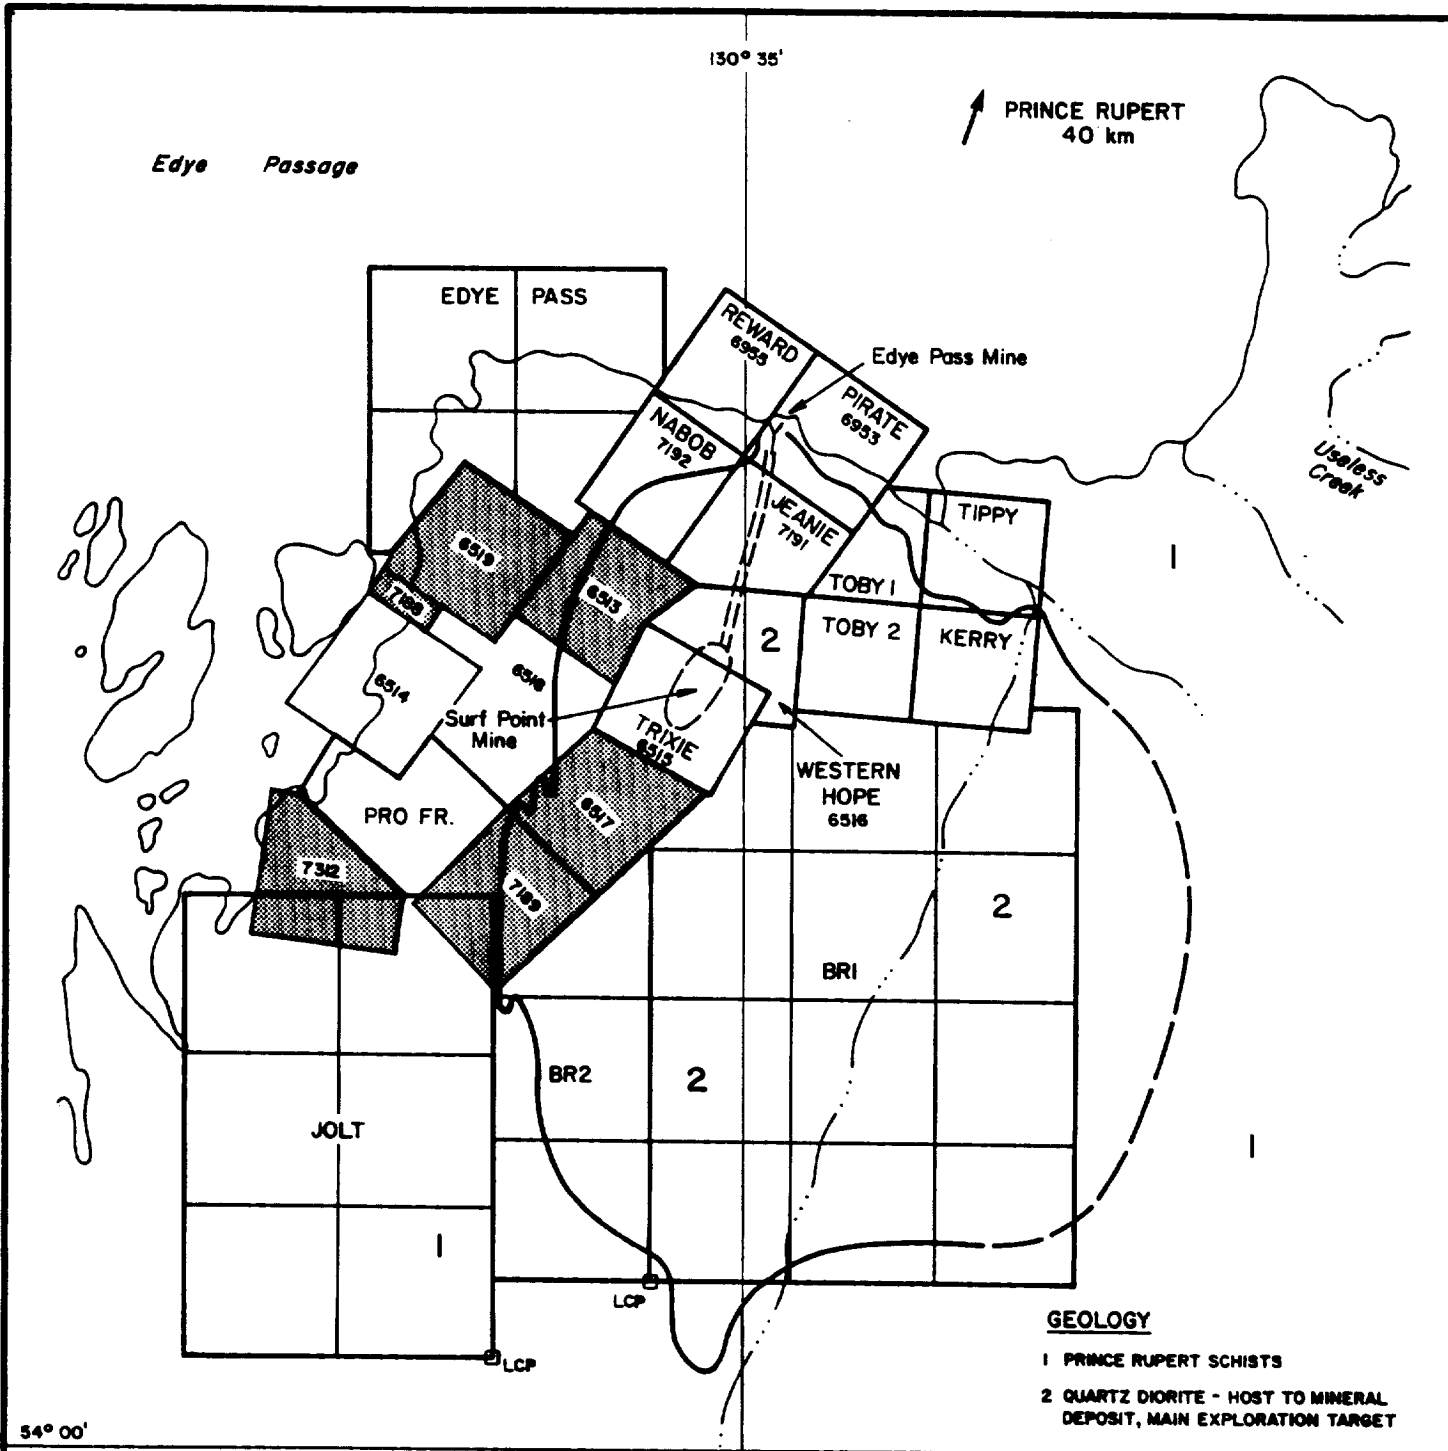 130° 35'
PRINCE RUPERT
40 km
Edye Passage
EDYE PASS
REWARD
6955
Edye Pass Mine
PIRATE
6953
NABOB
7192
Useless
Creek
JEANIE
7191
TIPPY
6519
6513
TOBY 1
1
7188
2
TOBY 2
KERRY
6518
6514
Surf Point
Mine
TRIXIE
6515
WESTERN
HOPE
6516
PRO FR.
6517
7312
7189
2
BR1
BR2
2
JOLT
1
1
LCP
LCP
GEOLOGY
1 PRINCE RUPERT SCHISTS
2 QUARTZ DIORITE - HOST TO MINERAL
DEPOSIT, MAIN EXPLORATION TARGET
54° 00'